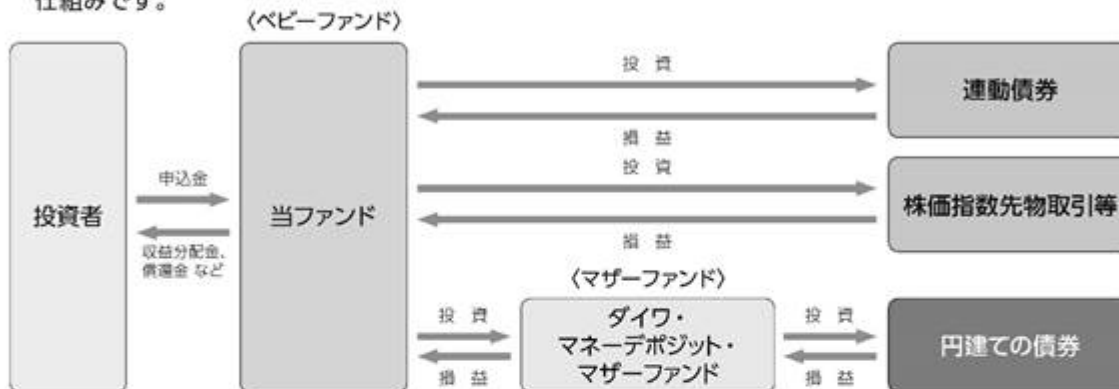 仕組みです。
〈ベビーファンド〉
投資者
申込金
収益分配金、
償還金 など
当ファンド
投 資
損 益
連動債券
投 資
損 益
株価指数先物取引等
〈マザーファンド〉
投 資
損 益
ダイワ・
マネーデポジット・
マザーファンド
投 資
損 益
円建ての債券